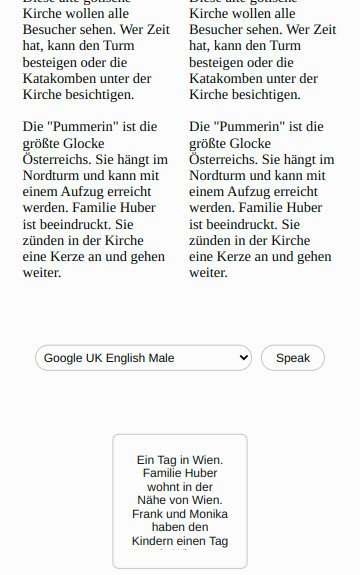 Diese alte gotische
Kirche wollen alle
Besucher sehen. Wer Zeit
hat, kann den Turm
besteigen oder die
Katakomben unter der
Kirche besichtigen.
Die "Pummerin" ist die
größte Glocke
Österreichs. Sie hängt im
Nordturm und kann mit
einem Aufzug erreicht
werden. Familie Huber
ist beeindruckt. Sie
zünden in der Kirche
eine Kerze an und gehen
weiter.
Diese alte gotische
Kirche wollen alle
Besucher sehen. Wer Zeit
hat, kann den Turm
besteigen oder die
Katakomben unter der
Kirche besichtigen.
Die "Pummerin" ist die
größte Glocke
Österreichs. Sie hängt im
Nordturm und kann mit
einem Aufzug erreicht
werden. Familie Huber
ist beeindruckt. Sie
zünden in der Kirche
eine Kerze an und gehen
weiter.
Google UK English Male
Speak
Ein Tag in Wien.
Familie Huber
wohnt in der
Nähe von Wien.
Frank und Monika
haben den
Kindern einen Tag